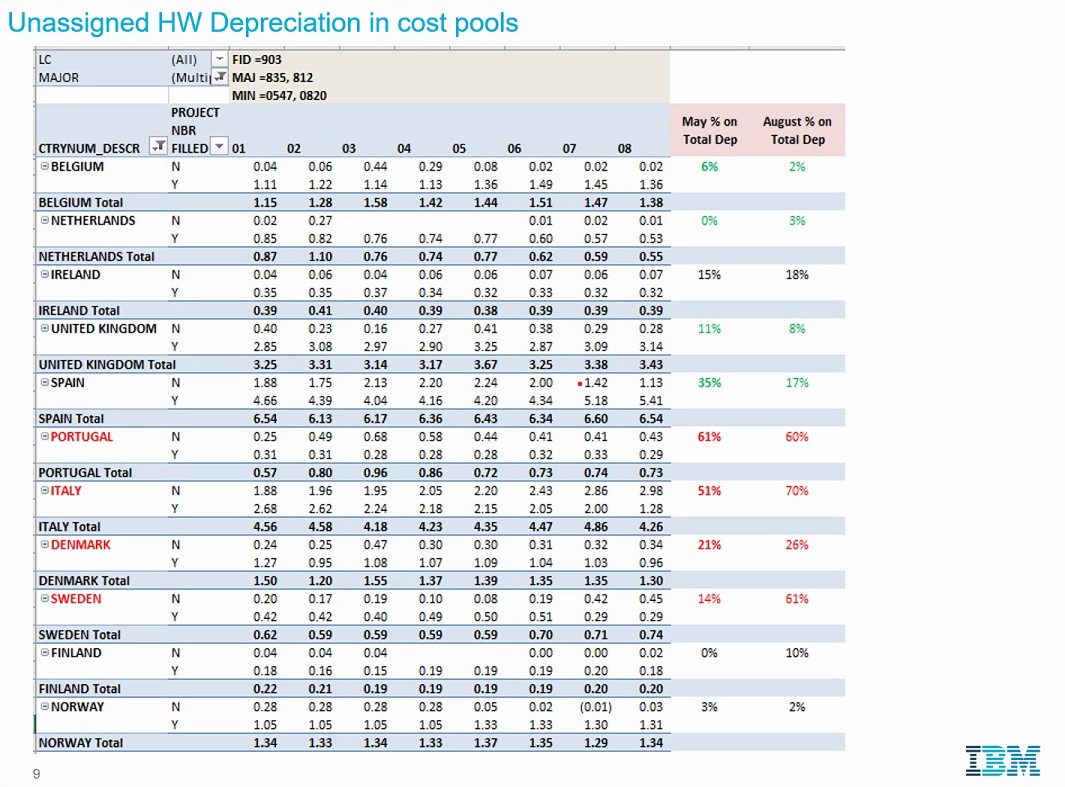 Unassigned HW Depreciation in cost pools
LC (All) FID =903
MAJOR (Multip MAJ =835, 812
MIN =0547, 0820
PROJECT
NBR
CTRYNUM_DESCR FILLED 01 02 03 04 05 06 07 08 May % on Total Dep August % on Total Dep
BELGIUM N 0.04 0.06 0.44 0.29 0.08 0.02 0.02 0.02 6% 2%
Y 1.11 1.22 1.14 1.13 1.36 1.49 1.45 1.36
BELGIUM Total 1.15 1.28 1.58 1.42 1.44 1.51 1.47 1.38
NETHERLANDS N 0.02 0.27 0.01 0.02 0.01 0% 3%
Y 0.85 0.82 0.76 0.74 0.77 0.60 0.57 0.53
NETHERLANDS Total 0.87 1.10 0.76 0.74 0.77 0.62 0.59 0.55
IRELAND N 0.04 0.06 0.04 0.06 0.06 0.06 0.07 0.07 15% 18%
Y 0.35 0.35 0.37 0.34 0.32 0.33 0.32 0.32
IRELAND Total 0.39 0.41 0.40 0.39 0.38 0.39 0.39 0.39
UNITED KINGDOM N 0.40 0.23 0.16 0.27 0.41 0.38 0.29 0.28 11% 8%
Y 2.85 3.08 2.97 2.90 3.25 2.87 3.09 3.14
UNITED KINGDOM Total 3.25 3.31 3.14 3.17 3.67 3.25 3.38 3.43
SPAIN N 1.88 1.75 2.13 2.20 2.24 2.00 1.42 1.13 35% 17%
Y 4.66 4.39 4.04 4.16 4.20 4.34 5.18 5.41
SPAIN Total 6.54 6.13 6.17 6.36 6.43 6.34 6.60 6.54
PORTUGAL N 0.25 0.49 0.68 0.58 0.44 0.41 0.41 0.43 61% 60%
Y 0.31 0.31 0.28 0.28 0.28 0.32 0.33 0.29
PORTUGAL Total 0.57 0.80 0.96 0.86 0.72 0.73 0.74 0.73
ITALY N 1.88 1.96 1.95 2.05 2.20 2.43 2.86 2.98 51% 70%
Y 2.68 2.62 2.24 2.18 2.15 2.05 2.00 1.28
ITALY Total 4.56 4.58 4.18 4.23 4.35 4.47 4.86 4.26
DENMARK N 0.24 0.25 0.47 0.30 0.30 0.31 0.32 0.34 21% 26%
Y 1.27 0.95 1.08 1.07 1.09 1.04 1.03 0.96
DENMARK Total 1.50 1.20 1.55 1.37 1.39 1.35 1.35 1.30
SWEDEN N 0.20 0.17 0.19 0.10 0.08 0.19 0.42 0.45 14% 61%
Y 0.42 0.42 0.40 0.49 0.50 0.51 0.29 0.29
SWEDEN Total 0.62 0.59 0.59 0.59 0.59 0.70 0.71 0.74
FINLAND N 0.04 0.04 0.04 0.00 0.00 0.02 0% 10%
Y 0.18 0.16 0.15 0.19 0.19 0.19 0.20 0.18
FINLAND Total 0.22 0.21 0.19 0.19 0.19 0.19 0.20 0.20
NORWAY N 0.28 0.28 0.28 0.28 0.05 0.02 (0.01) 0.03 3% 2%
Y 1.05 1.05 1.05 1.05 1.33 1.33 1.30 1.31
NORWAY Total 1.34 1.33 1.34 1.33 1.37 1.35 1.29 1.34
9
IBM